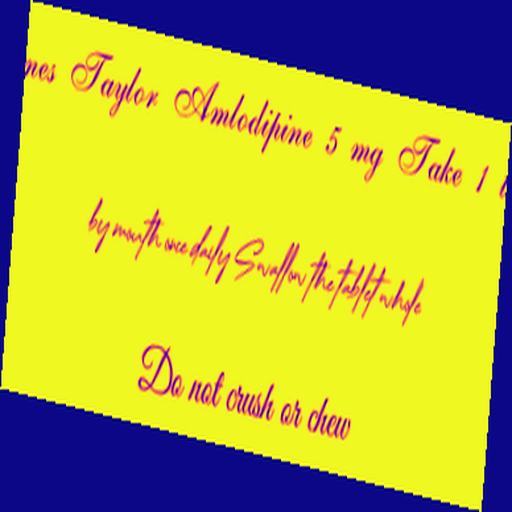 Taylor Amlodipine 5 mg Take 1
by mouth once daily Swallow the tablet whole
Do not crush or chew